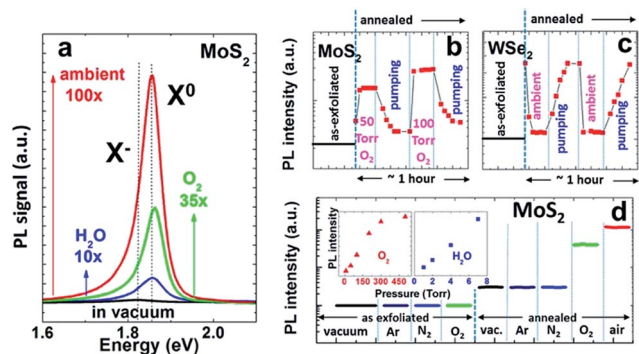 a
MoS2
ambient
100x
X0
X-
O2
35x
H2O
10x
in vacuum
PL signal (a.u.)
1.6 1.8 2.0
Energy (eV)
annealed
b
MoS2
as-exfoliated
50
Torr
O2
pumping
100
Torr
O2
pumping
~ 1 hour
PL intensity (a.u.)
annealed
c
WSe2
as-exfoliated
ambient
pumping
ambient
pumping
~ 1 hour
PL intensity (a.u.)
d
MoS2
PL intensity
O2
0 150 300 450
H2O
0 2 4 6 8
Pressure (Torr)
as exfoliated
annealed
vacuum Ar N2 O2 vac. Ar N2 O2 air
PL intensity (a.u.)